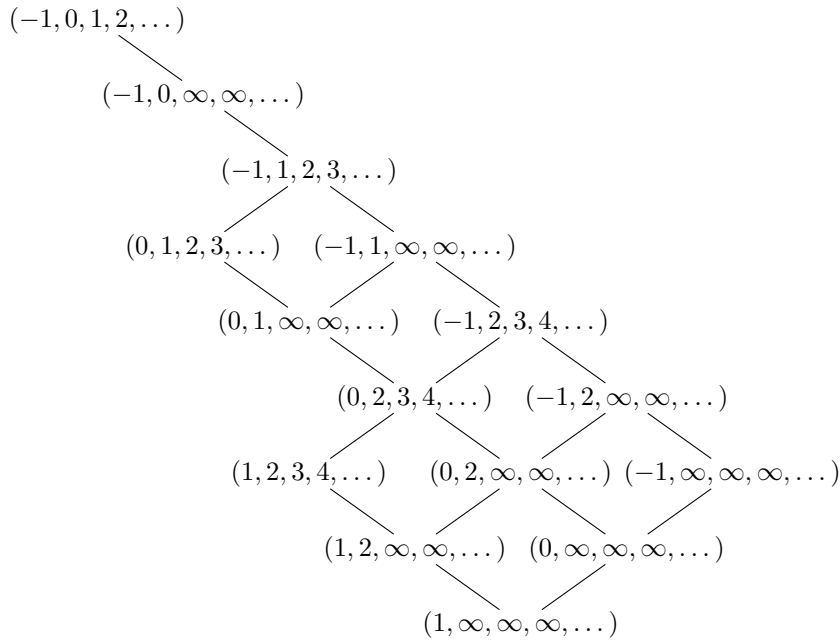 (−1, 0, 1, 2, . . . )
(−1, 0, ∞, ∞, . . . )
(−1, 1, 2, 3, . . . )
(0, 1, 2, 3, . . . ) (−1, 1, ∞, ∞, . . . )
(0, 1, ∞, ∞, . . . ) (−1, 2, 3, 4, . . . )
(0, 2, 3, 4, . . . ) (−1, 2, ∞, ∞, . . . )
(1, 2, 3, 4, . . . ) (0, 2, ∞, ∞, . . . ) (−1, ∞, ∞, ∞, . . . )
(1, 2, ∞, ∞, . . . ) (0, ∞, ∞, ∞, . . . )
(1, ∞, ∞, ∞, . . . )